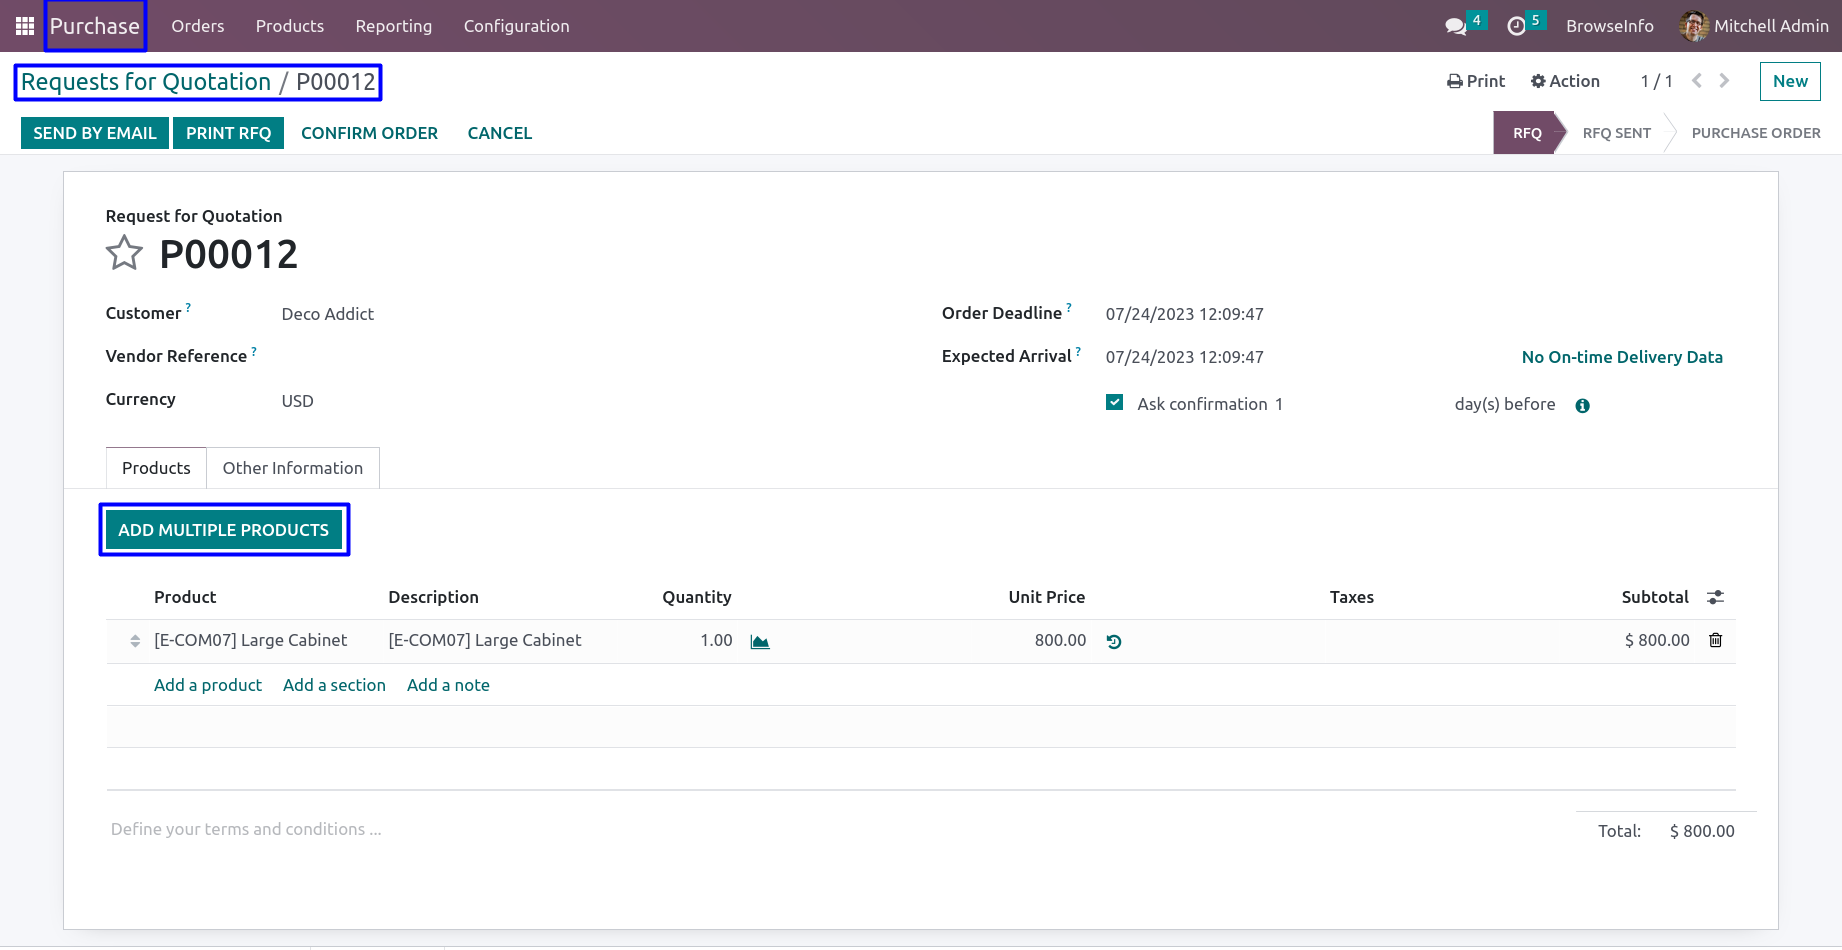 Purchase Orders Products Reporting Configuration 4 5 BrowseInfo Mitchell Admin
Requests for Quotation / P00012 Print Action 1 / 1 New
SEND BY EMAIL PRINT RFQ CONFIRM ORDER CANCEL RFQ RFQ SENT PURCHASE ORDER
Request for Quotation
P00012
Customer ? Deco Addict Order Deadline ? 07/24/2023 12:09:47
Vendor Reference ? Expected Arrival ? 07/24/2023 12:09:47 No On-time Delivery Data
Currency USD Ask confirmation 1 day(s) before
Products Other Information
ADD MULTIPLE PRODUCTS
Product Description Quantity Unit Price Taxes Subtotal
[E-COM07] Large Cabinet [E-COM07] Large Cabinet 1.00 800.00 $ 800.00
Add a product Add a section Add a note
Define your terms and conditions ... Total: $ 800.00